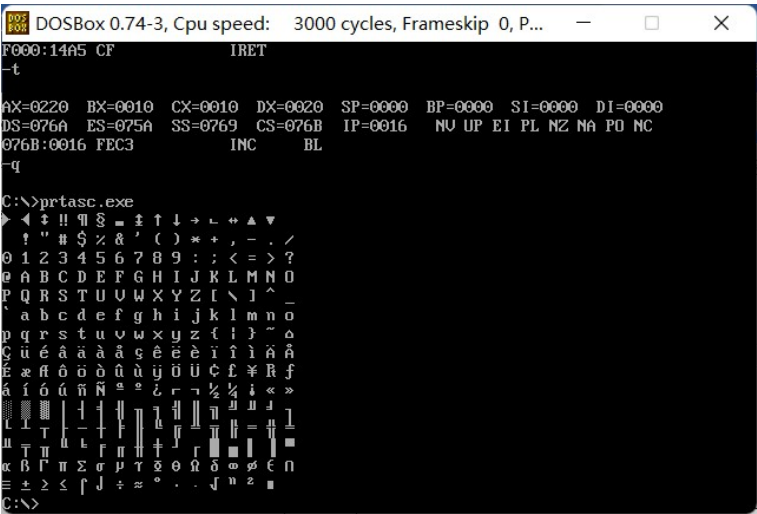 DOSBox 0.74-3, Cpu speed: 3000 cycles, Frameskip 0, P...
F000:14A5 CF IRET
-t
AX=0220 BX=0010 CX=0010 DX=0020 SP=0000 BP=0000 SI=0000 DI=0000
DS=076A ES=075A SS=0769 CS=076B IP=0016 NV UP EI PL NZ NA PO NC
076B:0016 FEC3 INC BL
-q
C:\>prtasc.exe
► ◄ ↕ ‼ ¶ § ▬ ↨ ↑ ↓ → ∟ ↔ ▲ ▼
! " # $ % & ' ( ) * + , - . /
0 1 2 3 4 5 6 7 8 9 : ; < = > ?
@ A B C D E F G H I J K L M N O
P Q R S T U V W X Y Z [ \ ] ^ _
` a b c d e f g h i j k l m n o
p q r s t u v w x y z { ¦ } ~ ⌂
Ç ü é â ä à å ç ê ë è ï î ì Ä Å
É æ Æ ô ö ò û ù ÿ Ö Ü ¢ £ ¥ ₧ ƒ
á í ó ú ñ Ñ ª º ¿ ⌐ ¬ ½ ¼ ¡ « »
░ ▒ ▓ │ ┤ ╡ ╢ ╖ ╕ ╣ ║ ╗ ╝ ╜ ╛ ┐
└ ┴ ┬ ├ ─ ┼ ╞ ╟ ╚ ╔ ╩ ╦ ╠ ═ ╬ ╧
╨ ╤ ╥ ╙ ╘ ╒ ╓ ╫ ╪ ┘ ┌ █ ▄ ▌ ▐ ▀
α ß Γ π Σ σ µ τ Φ Θ Ω δ ∞ φ ε ∩
≡ ± ≥ ≤ ⌠ ⌡ ÷ ≈ ° ∙ · √ ⁿ ² ■
C:\>